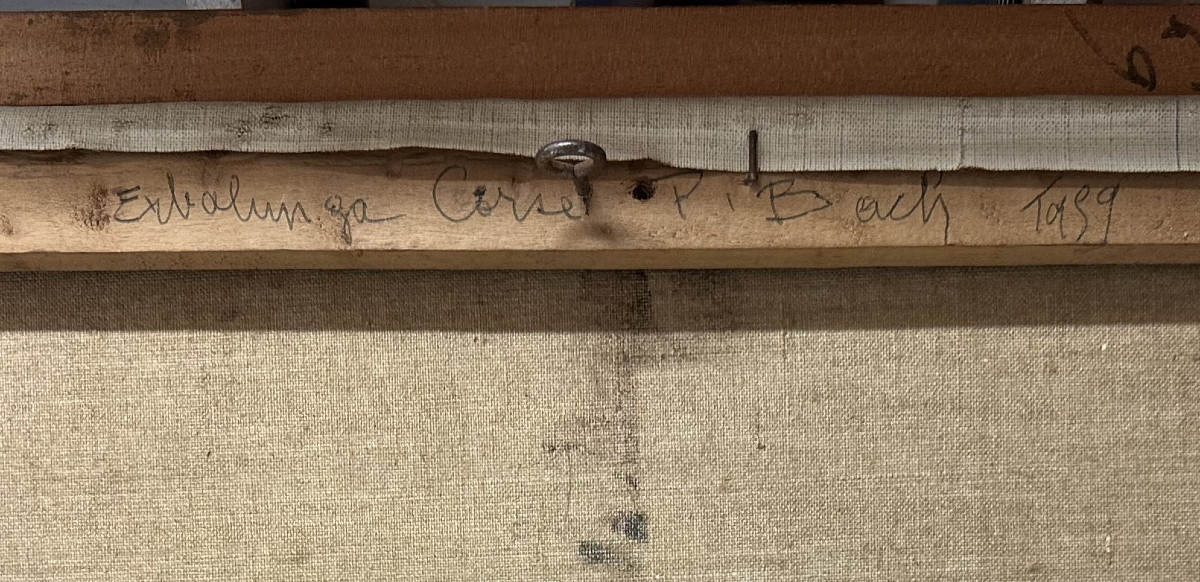 Erbalunga Corse P. Bach 1959